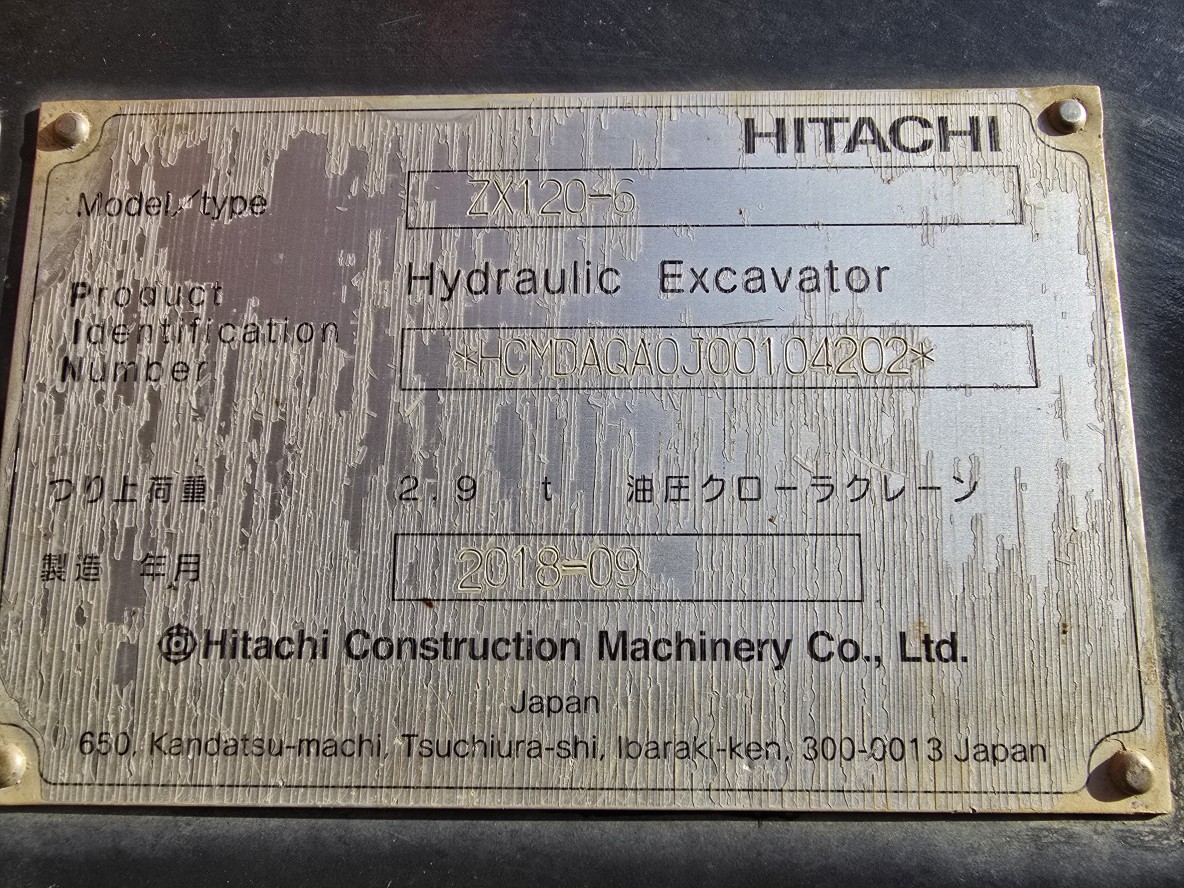 HITACHI
Model/type ZX120-6
Hydraulic Excavator
Product
Identification
Number *HCMDAQA0J00104202*
つり上荷重 2.9 t 油圧クローラクレーン
製造 年月 2018-09
Hitachi Construction Machinery Co., Ltd.
Japan
650, Kandatsu-machi, Tsuchiura-shi, Ibaraki-ken, 300-0013 Japan